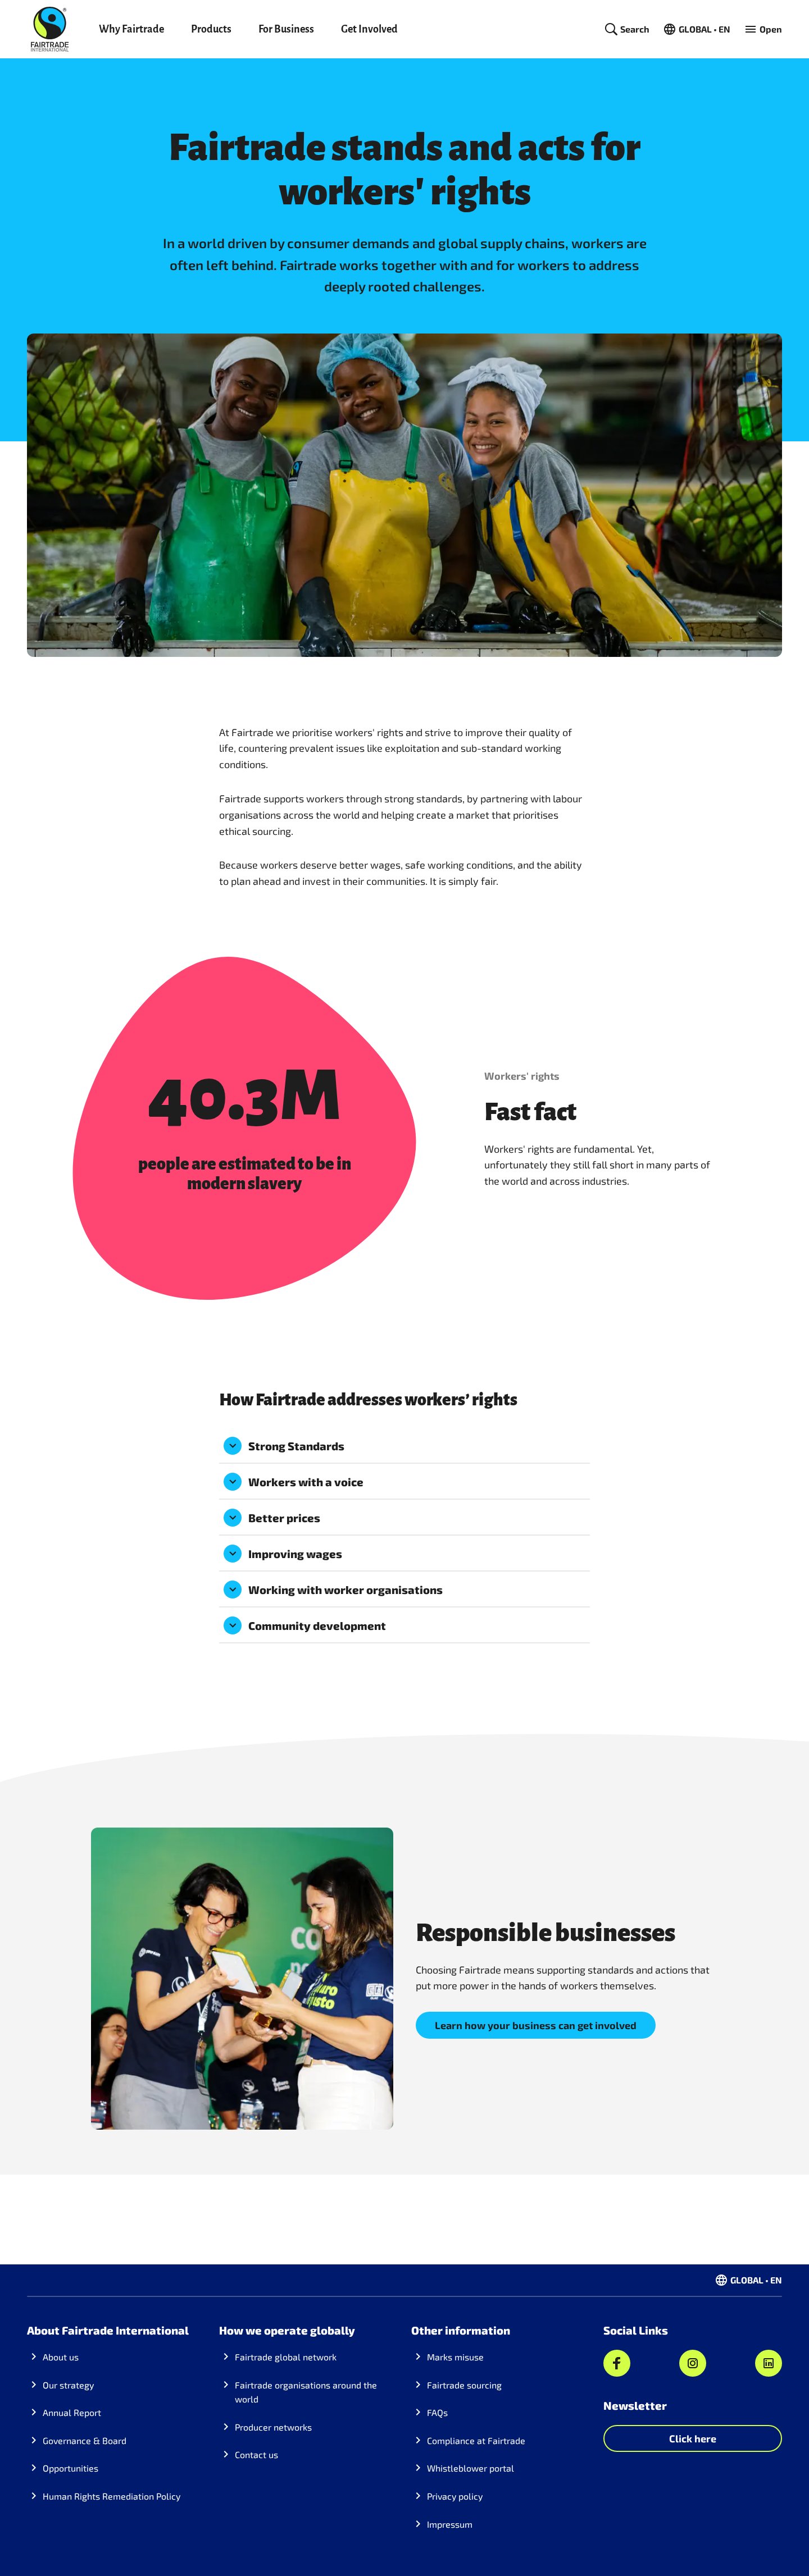 FAIRTRADE
INTERNATIONAL
Why Fairtrade
Products
For Business
Get Involved
Search
GLOBAL • EN
Open
Fairtrade stands and acts for
workers' rights
In a world driven by consumer demands and global supply chains, workers are
often left behind. Fairtrade works together with and for workers to address
deeply rooted challenges.
At Fairtrade we prioritise workers' rights and strive to improve their quality of
life, countering prevalent issues like exploitation and sub-standard working
conditions.
Fairtrade supports workers through strong standards, by partnering with labour
organisations across the world and helping create a market that prioritises
ethical sourcing.
Because workers deserve better wages, safe working conditions, and the ability
to plan ahead and invest in their communities. It is simply fair.
40.3M
people are estimated to be in
modern slavery
Workers' rights
Fast fact
Workers' rights are fundamental. Yet,
unfortunately they still fall short in many parts of
the world and across industries.
How Fairtrade addresses workers’ rights
Strong Standards
Workers with a voice
Better prices
Improving wages
Working with worker organisations
Community development
Responsible businesses
Choosing Fairtrade means supporting standards and actions that
put more power in the hands of workers themselves.
Learn how your business can get involved
GLOBAL • EN
About Fairtrade International
About us
Our strategy
Annual Report
Governance & Board
Opportunities
Human Rights Remediation Policy
How we operate globally
Fairtrade global network
Fairtrade organisations around the
world
Producer networks
Contact us
Other information
Marks misuse
Fairtrade sourcing
FAQs
Compliance at Fairtrade
Whistleblower portal
Privacy policy
Impressum
Social Links
Newsletter
Click here